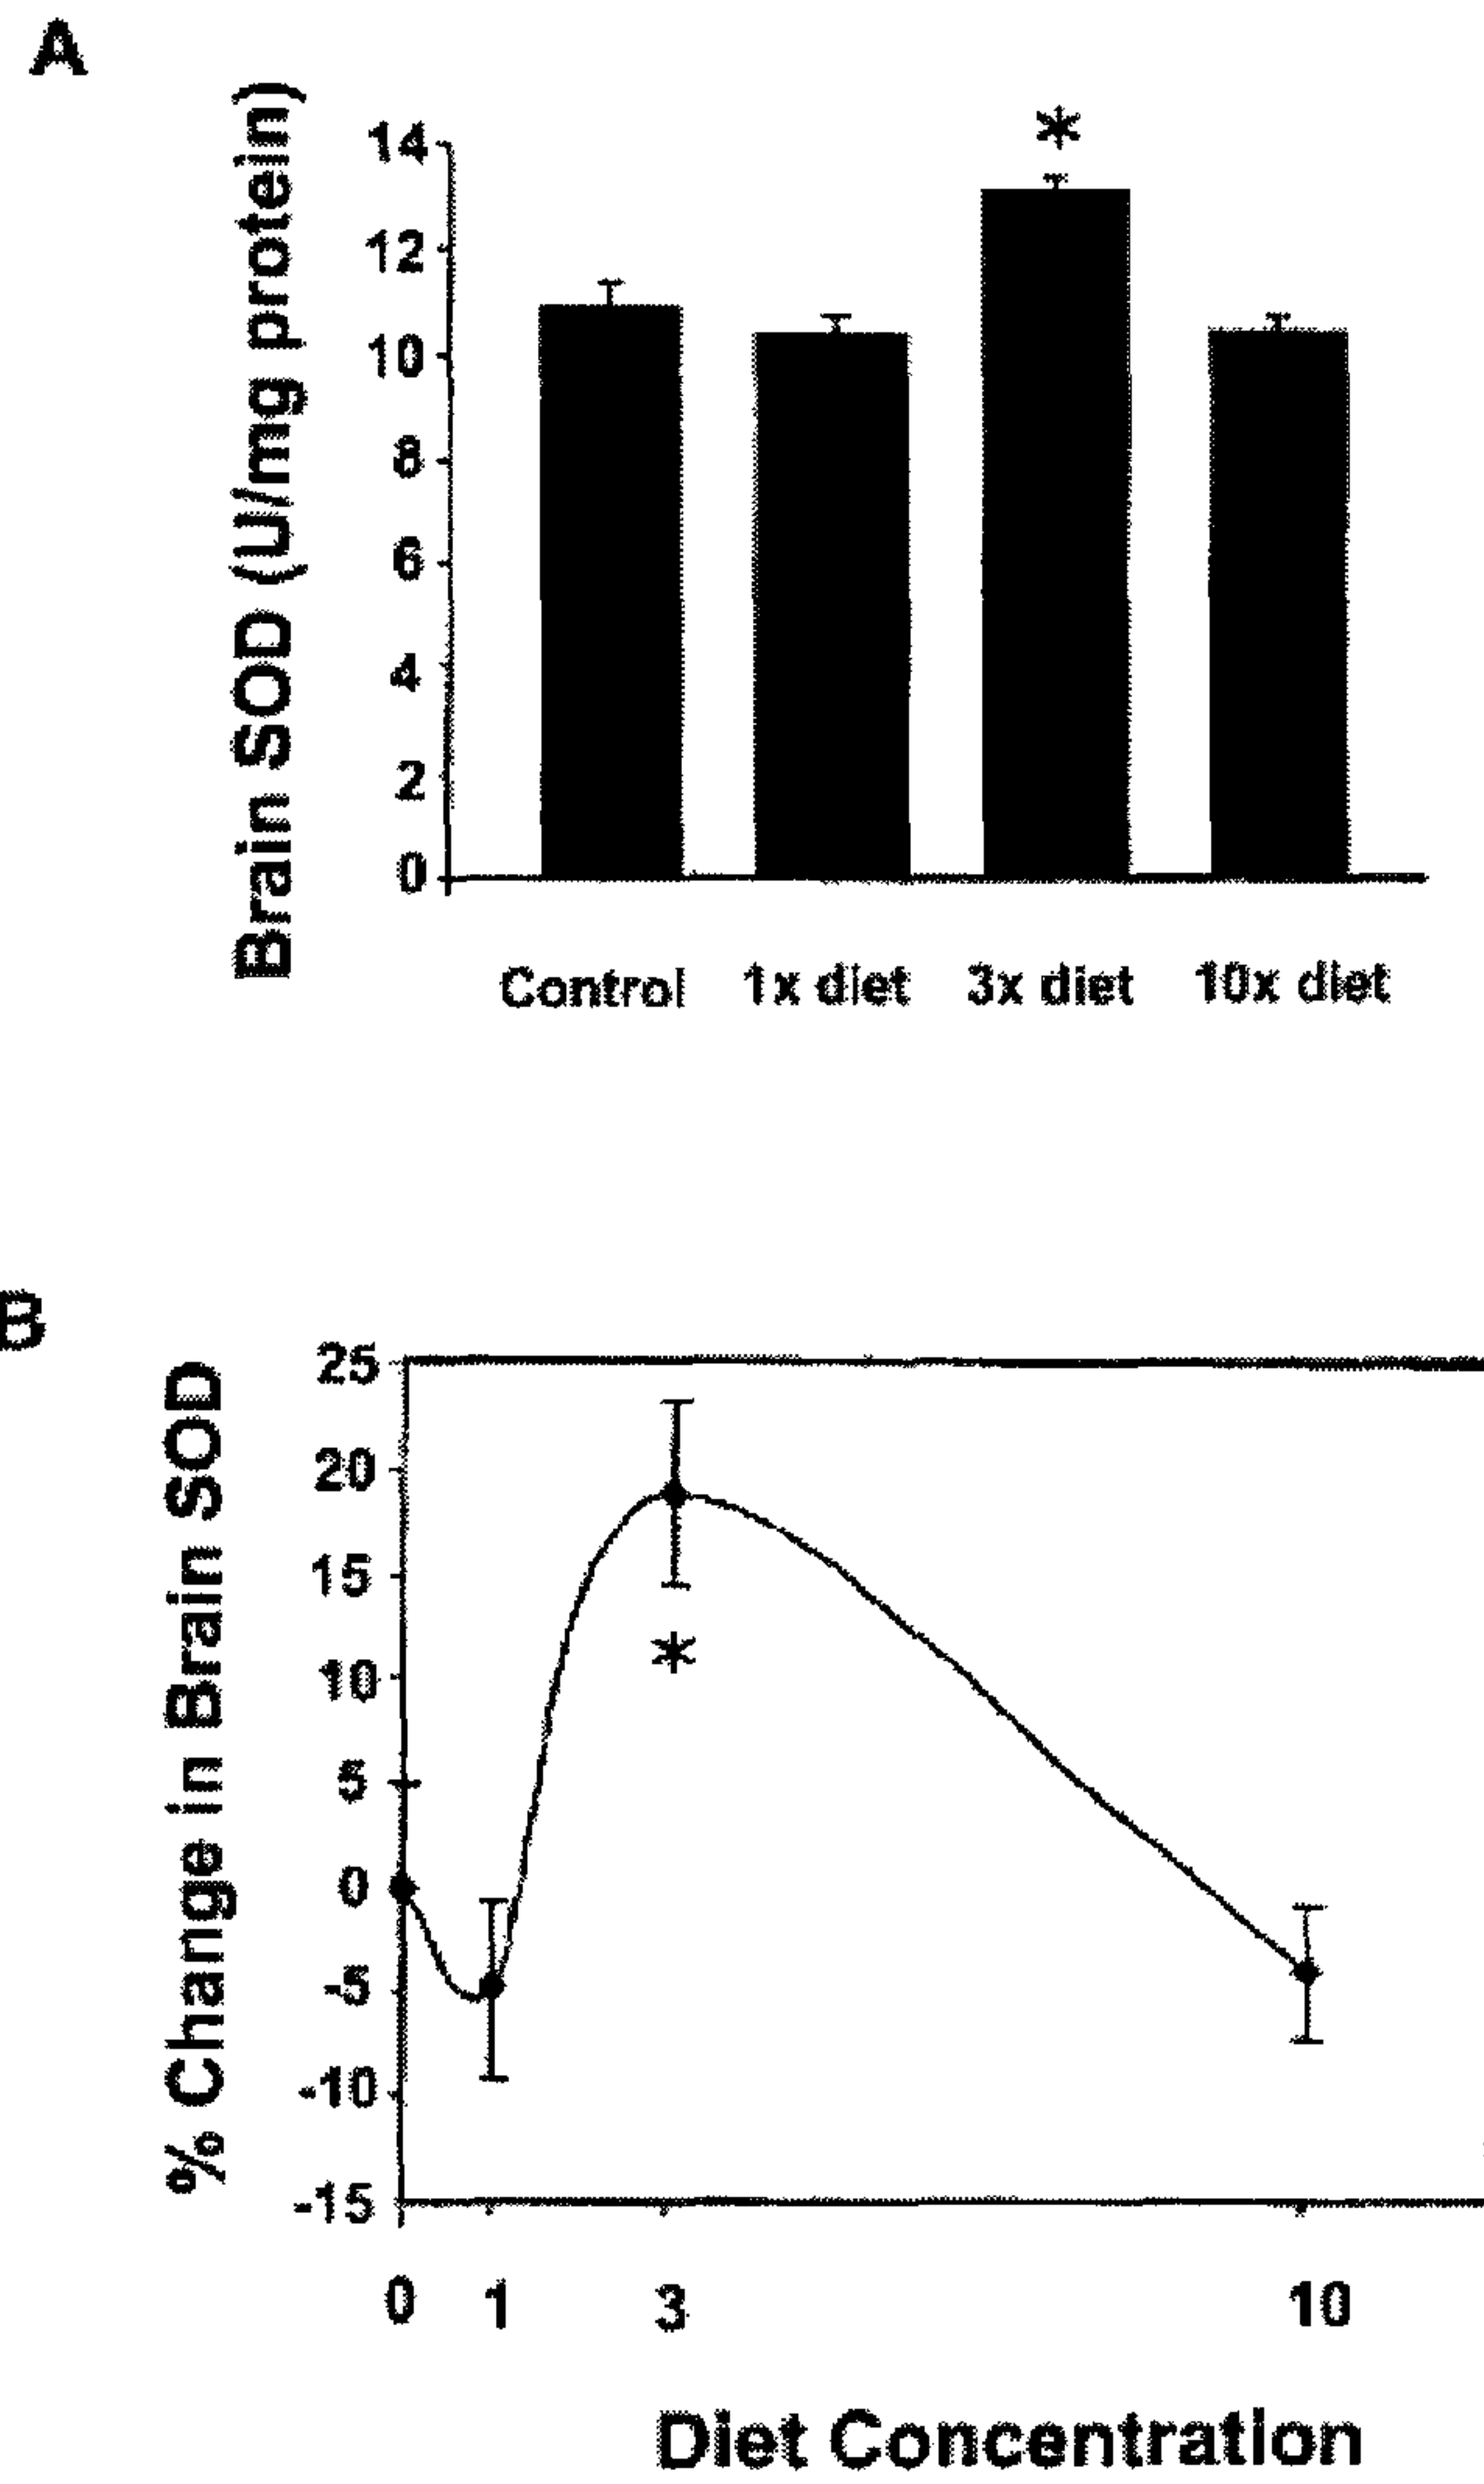 A
Brain SOD (U/mg protein)
14
*
12
10
8
6
4
2
0
Control 1x diet 3x diet 10x diet
B
% Change in Brain SOD
25
20
15
*
10
5
0
-5
-10
-15
0 1 3 10
Diet Concentration